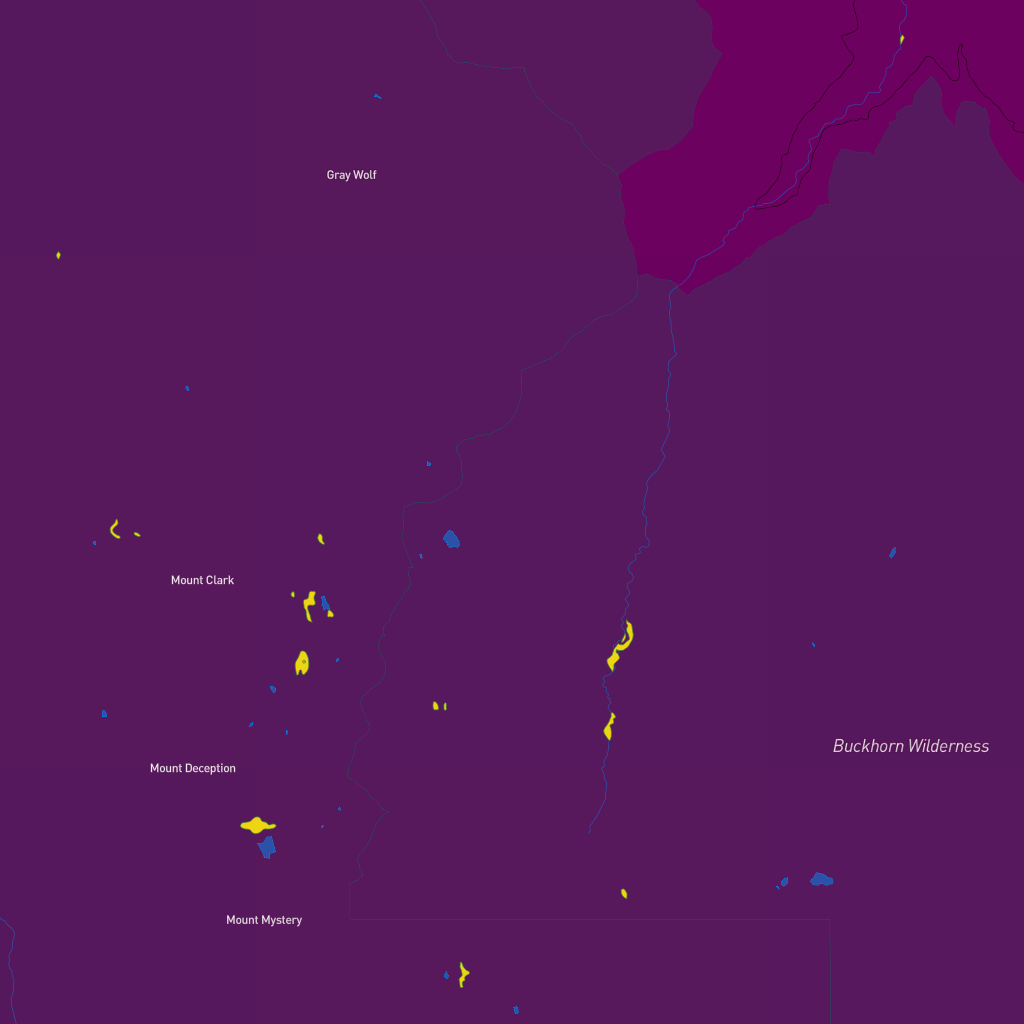 Gray Wolf
Mount Clark
Buckhorn Wilderness
Mount Deception
Mount Mystery